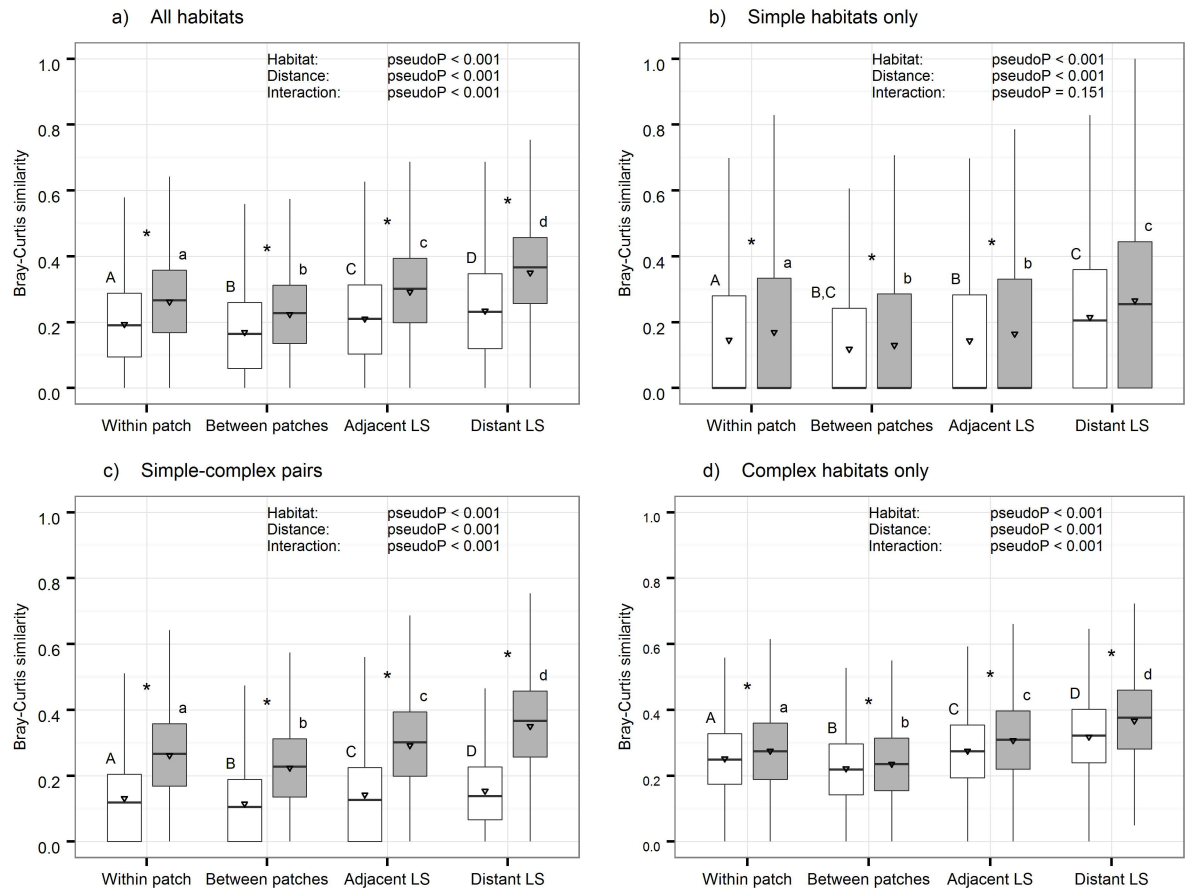 a) All habitats
Habitat: pseudoP < 0.001
Distance: pseudoP < 0.001
Interaction: pseudoP < 0.001
Bray-Curtis similarity
1.0
0.8
0.6
0.4
0.2
0.0
A
*
a
B
*
b
C
*
c
D
*
d
Within patch Between patches Adjacent LS Distant LS
b) Simple habitats only
Habitat: pseudoP < 0.001
Distance: pseudoP < 0.001
Interaction: pseudoP = 0.151
Bray-Curtis similarity
1.0
0.8
0.6
0.4
0.2
0.0
A
*
a
B,C
*
b
B
*
b
C
c
Within patch Between patches Adjacent LS Distant LS
c) Simple-complex pairs
Habitat: pseudoP < 0.001
Distance: pseudoP < 0.001
Interaction: pseudoP < 0.001
Bray-Curtis similarity
1.0
0.8
0.6
0.4
0.2
0.0
A
*
a
B
*
b
C
*
c
D
*
d
Within patch Between patches Adjacent LS Distant LS
d) Complex habitats only
Habitat: pseudoP < 0.001
Distance: pseudoP < 0.001
Interaction: pseudoP < 0.001
Bray-Curtis similarity
1.0
0.8
0.6
0.4
0.2
0.0
A
*
a
B
*
b
C
*
c
D
*
d
Within patch Between patches Adjacent LS Distant LS